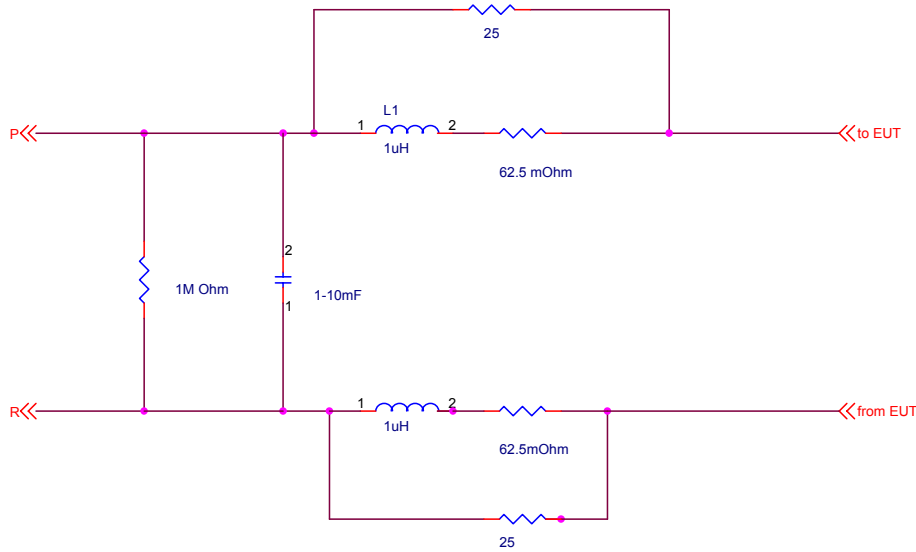 25
L1
P
1
2
to EUT
1uH
62.5 mOhm
2
1M Ohm
1-10mF
1
1
2
R
from EUT
1uH
62.5mOhm
25